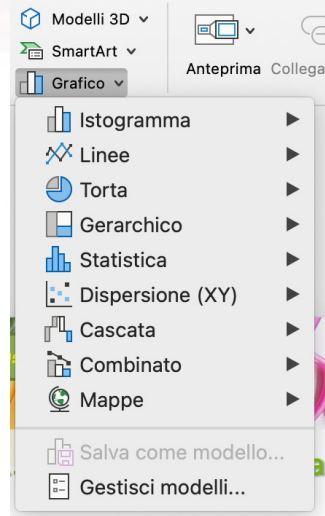 Modelli 3D
SmartArt
Grafico
Anteprima
Istogramma
Linee
Torta
Gerarchico
Statistica
Dispersione (XY)
Cascata
Combinato
Mappe
Salva come modello...
Gestisci modelli...